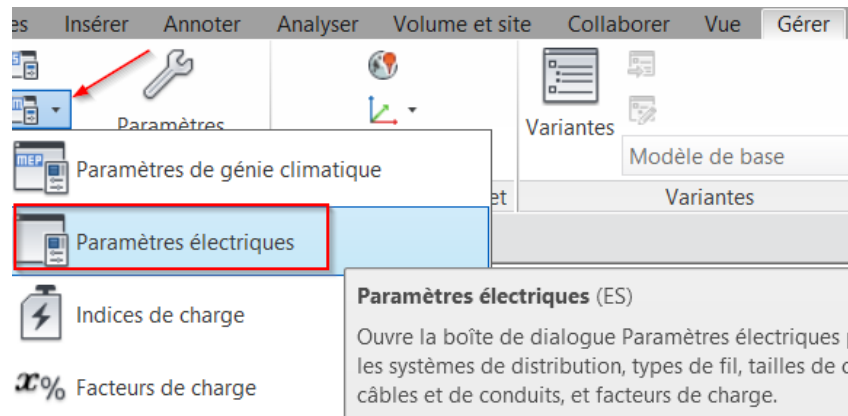 es Insérer Annoter Analyser Volume et site Collaborer Vue Gérer
Paramètres
Variantes
Modèle de base
et Variantes
MEP Paramètres de génie climatique
Paramètres électriques
Indices de charge
x% Facteurs de charge
Paramètres électriques (ES)
Ouvre la boîte de dialogue Paramètres électriques
les systèmes de distribution, types de fil, tailles de
câbles et de conduits, et facteurs de charge.